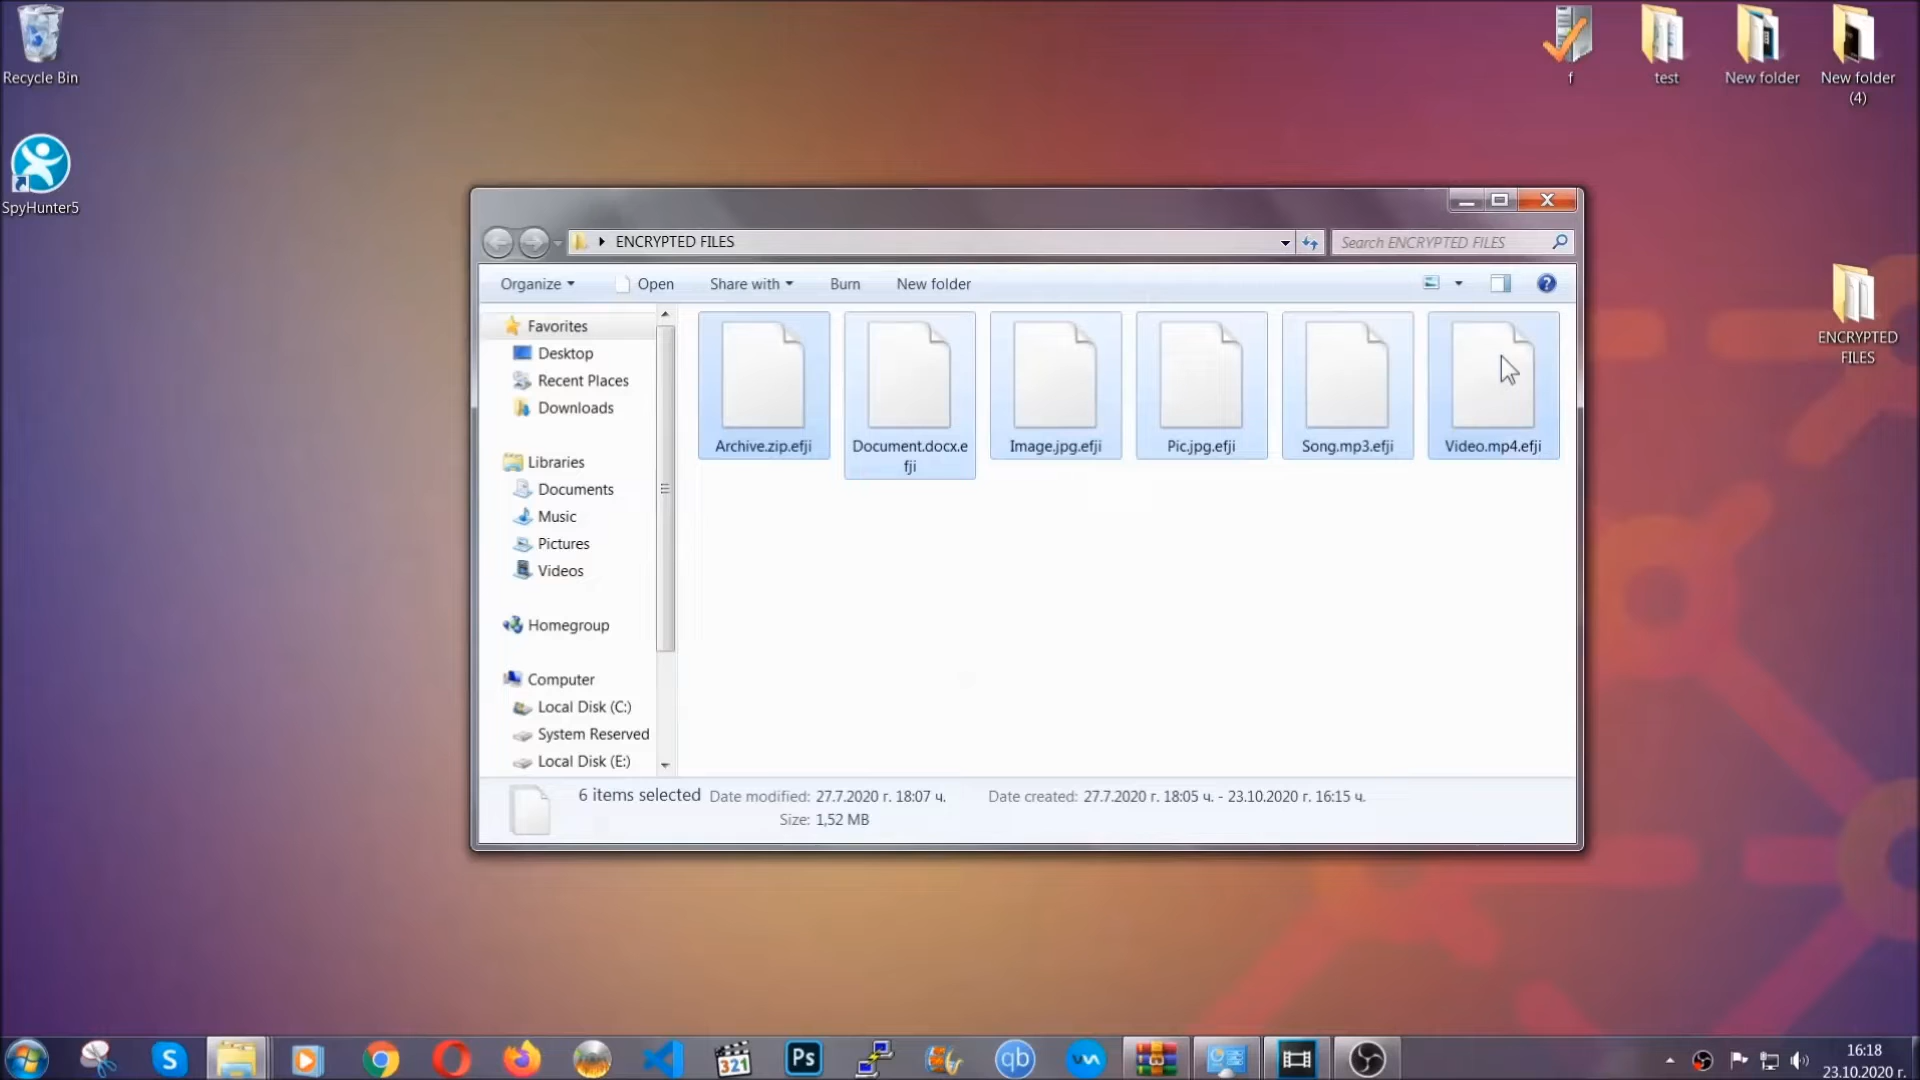 Recycle Bin
f
test
New folder
New folder
(4)
SpyHunter5
ENCRYPTED FILES
Search ENCRYPTED FILES
Organize
Open
Share with
Burn
New folder
Favorites
Desktop
Recent Places
Downloads
Libraries
Documents
Music
Pictures
Videos
Homegroup
Computer
Local Disk (C:)
System Reserved
Local Disk (E:)
Archive.zip.efji
Document.docx.e
fji
Image.jpg.efji
Pic.jpg.efji
Song.mp3.efji
Video.mp4.efji
ENCRYPTED
FILES
6 items selected Date modified: 27.7.2020 г. 18:07 ч. Date created: 27.7.2020 г. 18:05 ч. - 23.10.2020 г. 16:15 ч.
Size: 1,52 MB
S
321
Ps
qb
16:18
23.10.2020 г.